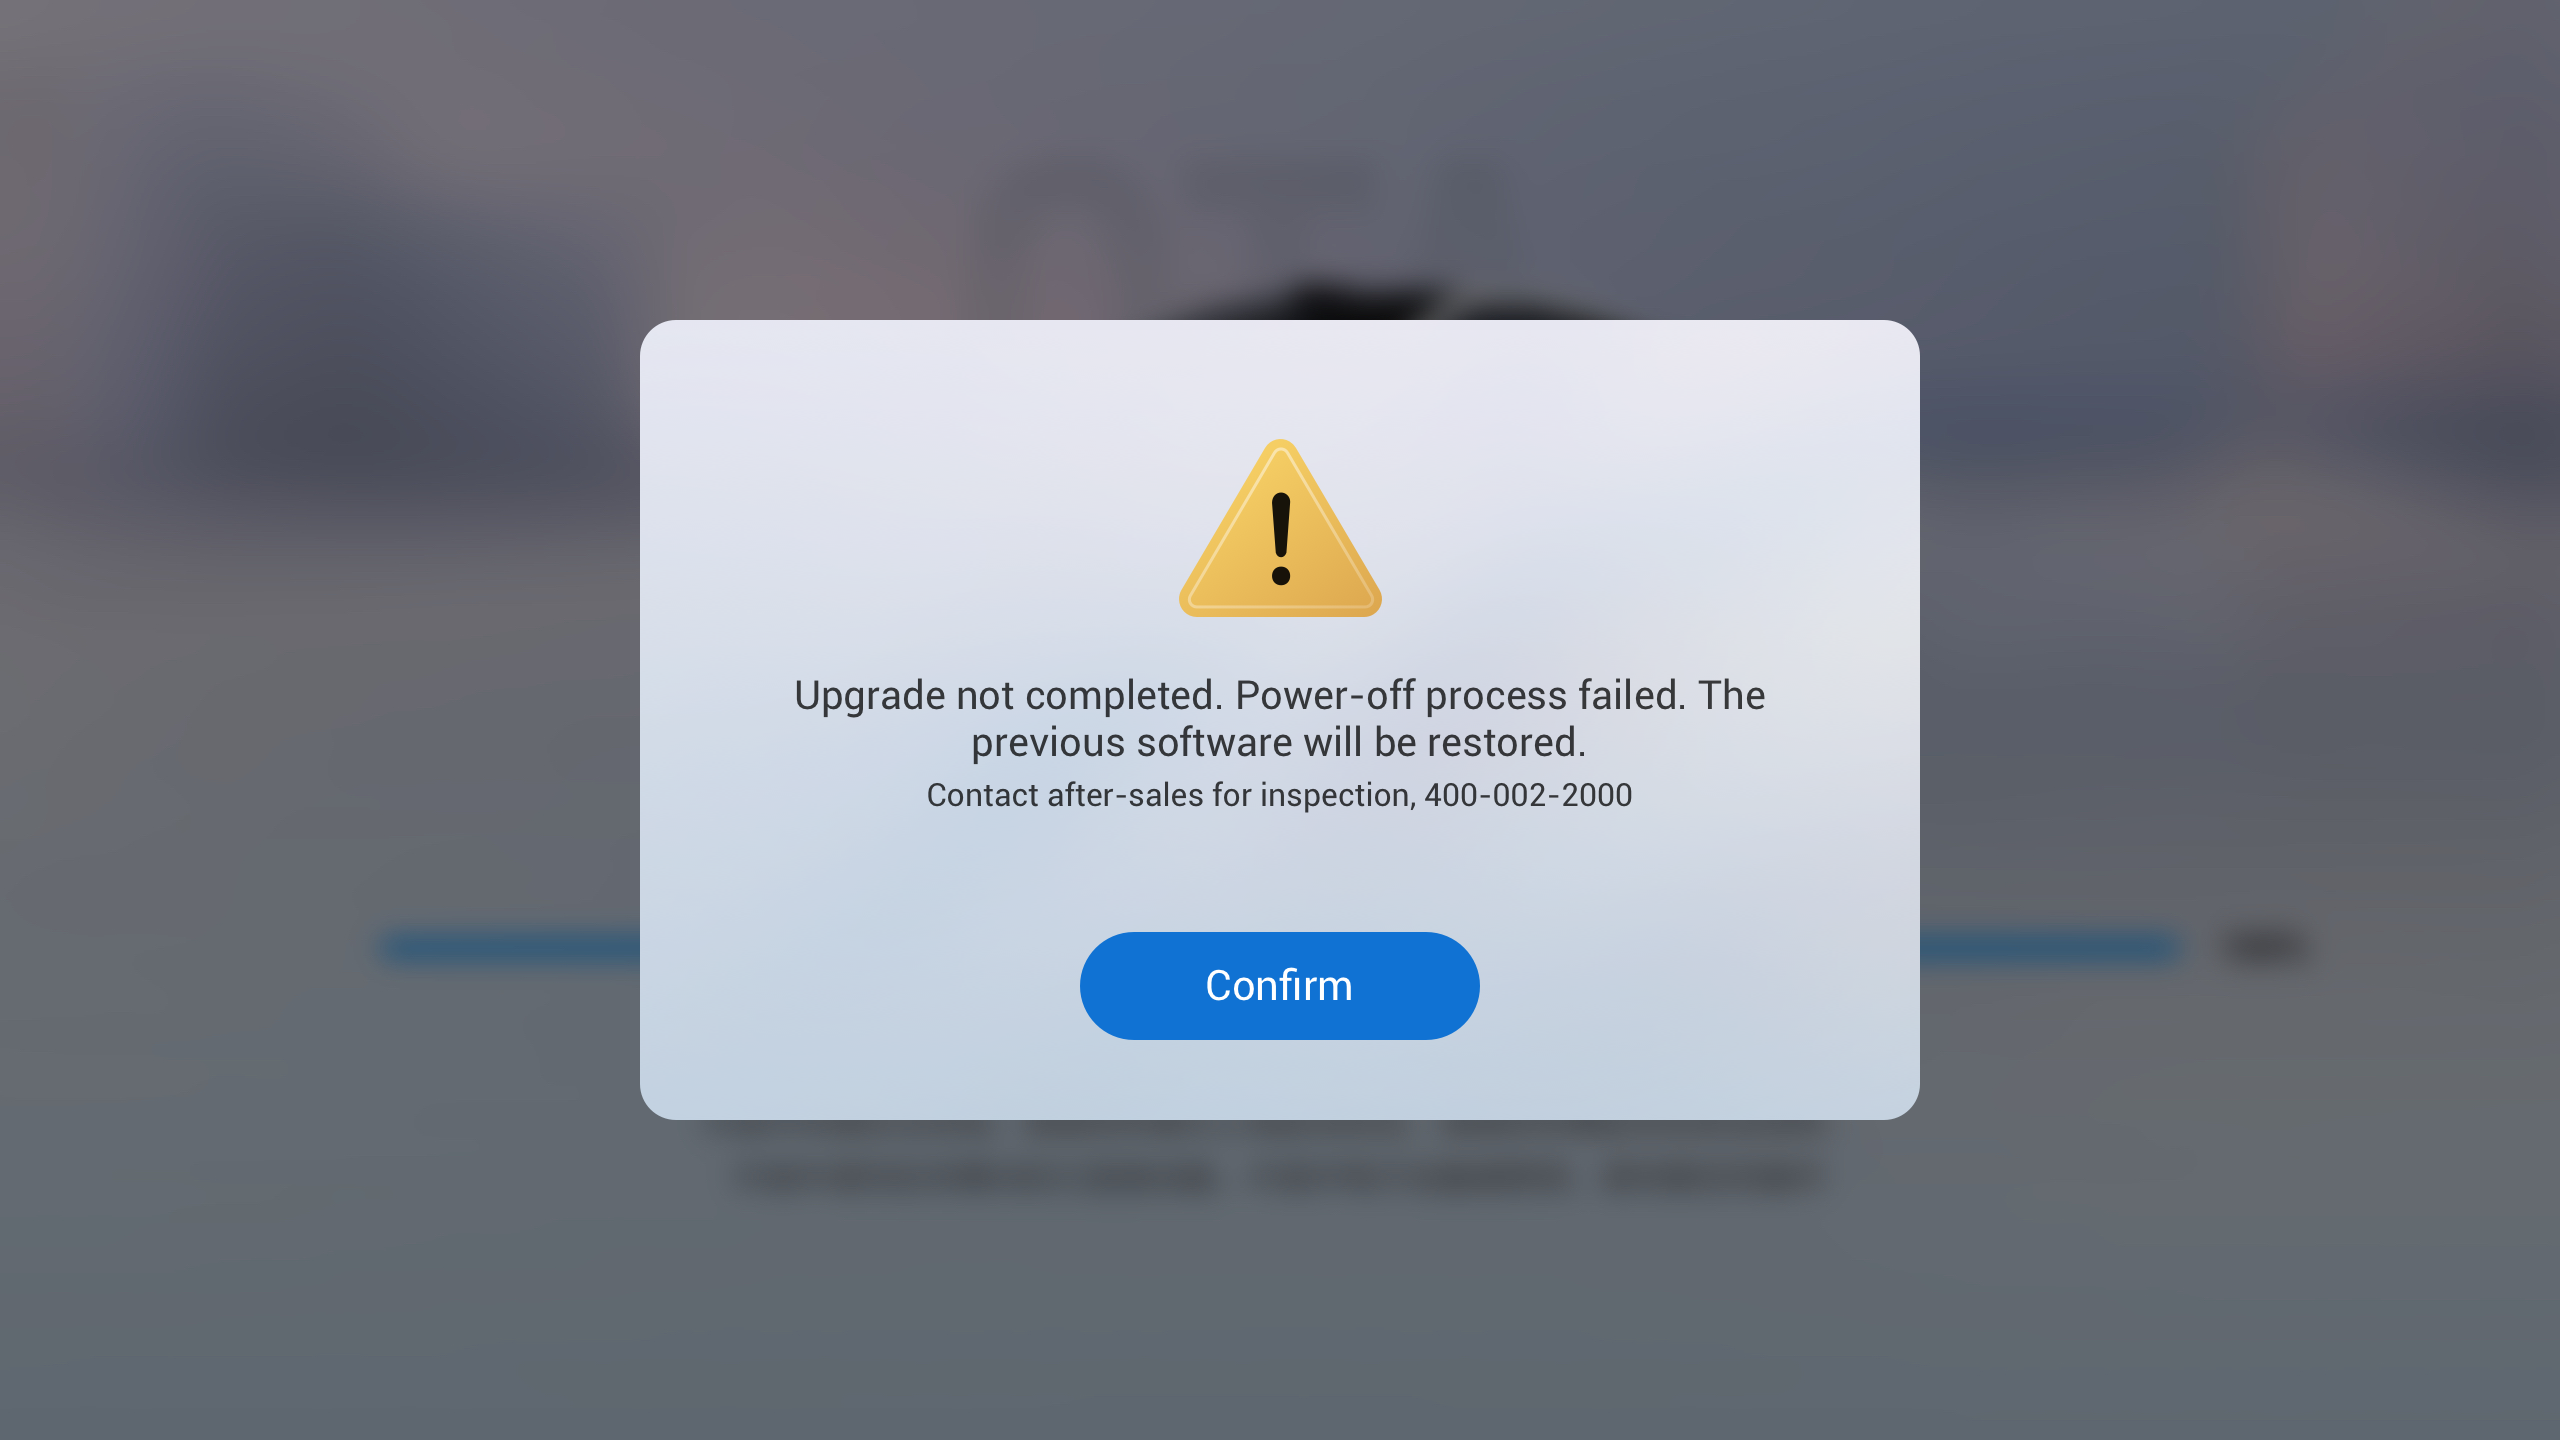 OTA
Upgrade not completed. Power-off process failed. The
previous software will be restored.
Contact after-sales for inspection, 400-002-2000
Confirm